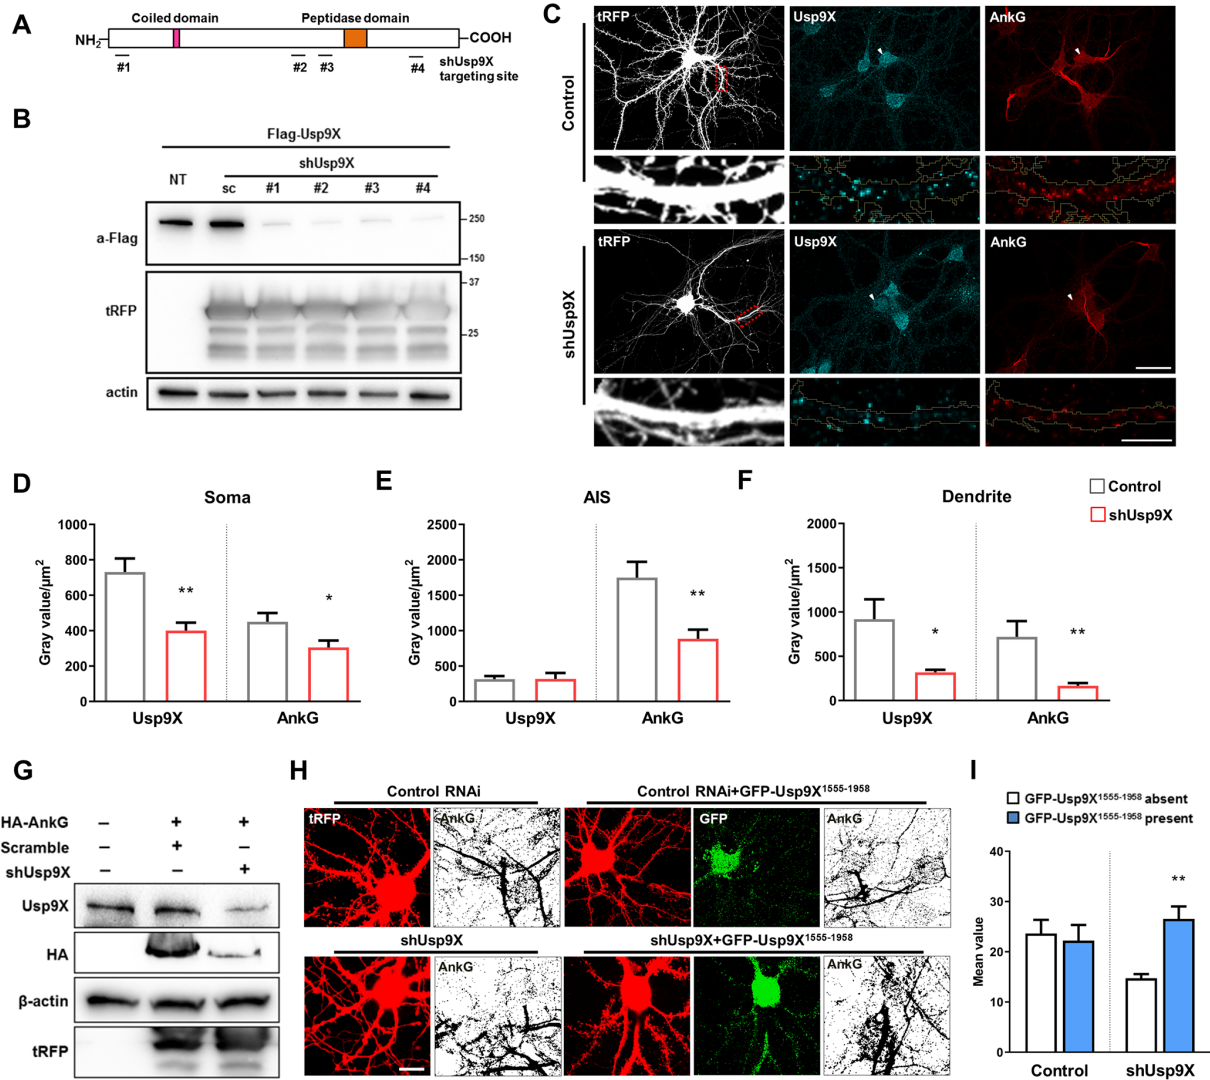 A
Coiled domain
Peptidase domain
NH2
COOH
#1
#2
#3
#4
shUsp9X
targeting site
B
Flag-Usp9X
shUsp9X
NT
sc
#1
#2
#3
#4
a-Flag
250
150
tRFP
37
25
actin
C
Control
tRFP
Usp9X
AnkG
shUsp9X
tRFP
Usp9X
AnkG
D
Soma
Gray value/µm2
1000
800
600
400
200
0
**
*
Usp9X
AnkG
E
AIS
Gray value/µm2
2500
2000
1500
1000
500
0
**
Usp9X
AnkG
F
Dendrite
Gray value/µm2
2000
1500
1000
500
0
*
**
Usp9X
AnkG
Control
shUsp9X
G
HA-AnkG – + +
Scramble – + –
shUsp9X – – +
Usp9X
HA
β-actin
tRFP
H
Control RNAi
Control RNAi+GFP-Usp9X1555-1958
tRFP
AnkG
GFP
AnkG
shUsp9X
shUsp9X+GFP-Usp9X1555-1958
AnkG
AnkG
I
GFP-Usp9X1555-1958 absent
GFP-Usp9X1555-1958 present
Mean value
40
30
20
10
0
**
Control
shUsp9X